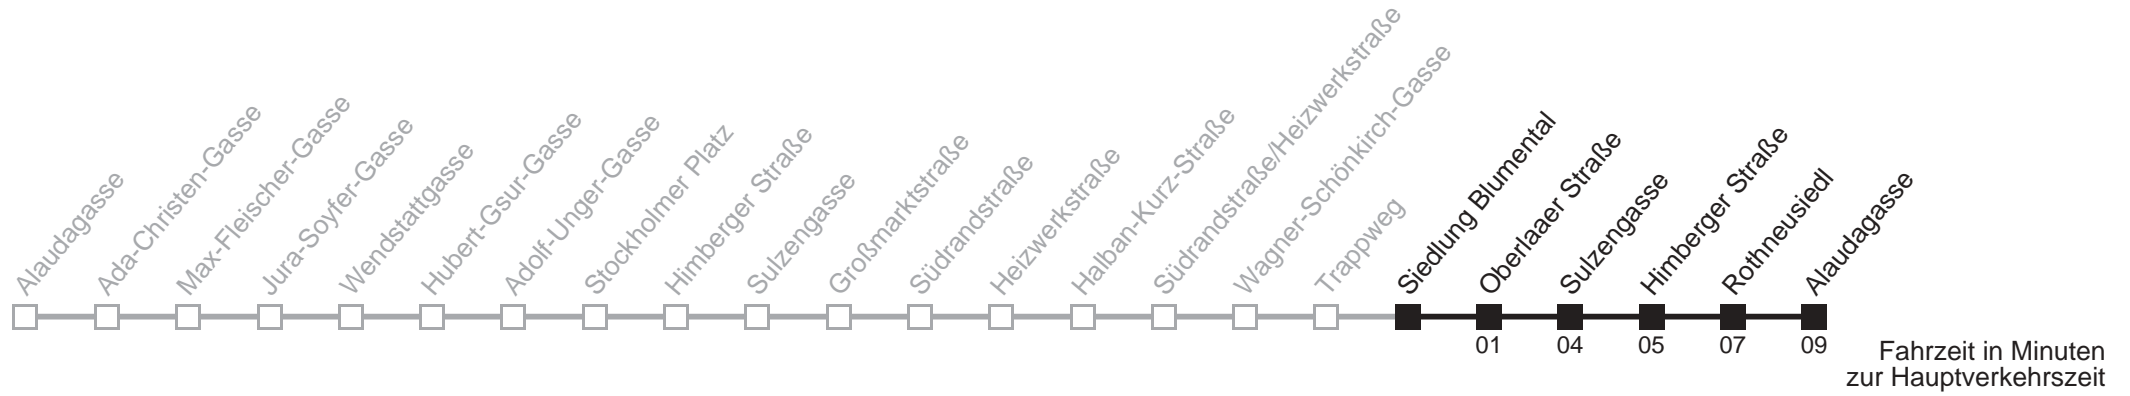 Alaudagasse
Ada-Christen-Gasse
Max-Fleischer-Gasse
Jura-Soyfer-Gasse
Wendstattgasse
Hubert-Gsur-Gasse
Adolf-Unger-Gasse
Stockholmer Platz
Himberger Straße
Sulzengasse
Großmarktstraße
Südrandstraße
Heizwerkstraße
Halban-Kurz-Straße
Südrandstraße/Heizwerkstraße
Wagner-Schönkirch-Gasse
Trappweg
Siedlung Blumental
Oberlaaer Straße
Sulzengasse
Himberger Straße
Rothneusiedl
Alaudagasse
01 04 05 07 09
Fahrzeit in Minuten
zur Hauptverkehrszeit